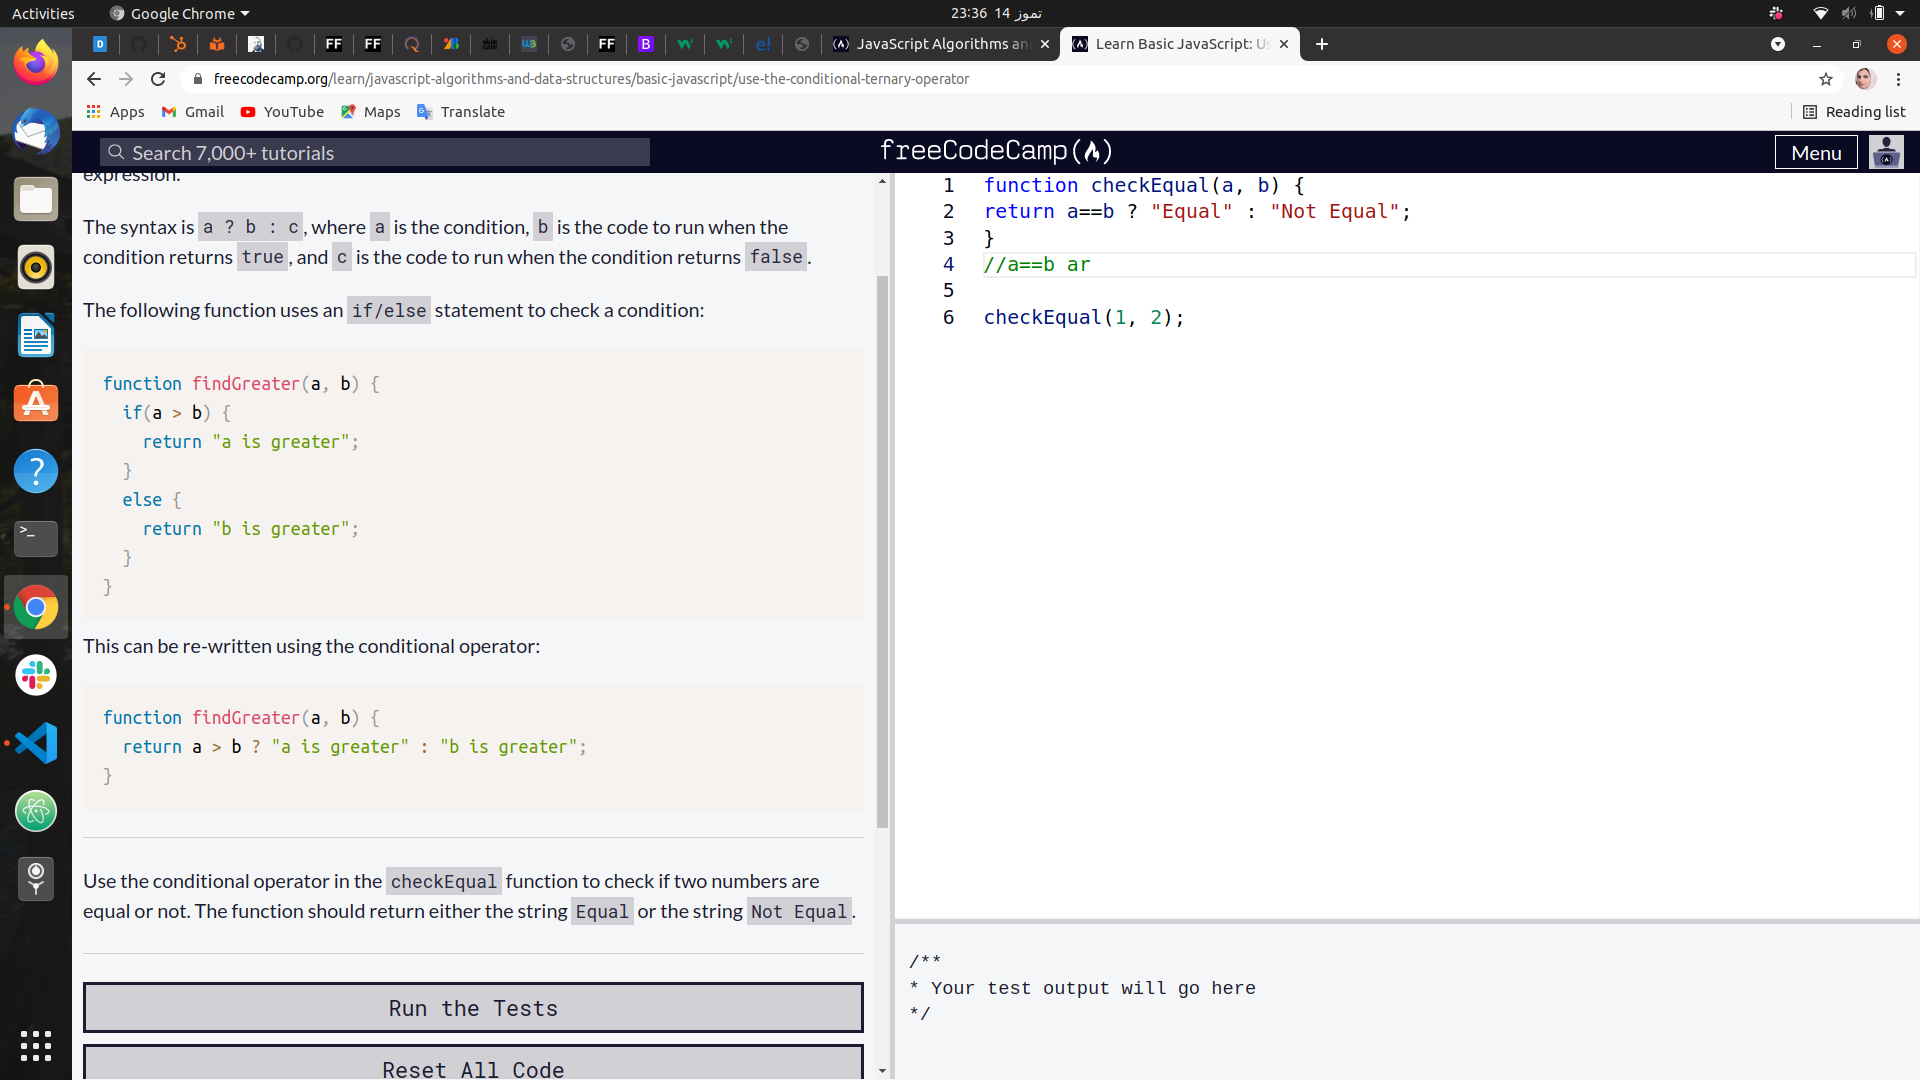 Activities
Google Chrome
23:36 14 تموز
D
FF
FF
skip care
W3
FF
B
e!
JavaScript Algorithms an
Learn Basic JavaScript: Us
freecodecamp.org/learn/javascript-algorithms-and-data-structures/basic-javascript/use-the-conditional-ternary-operator
Apps
Gmail
YouTube
Maps
Translate
Reading list
Search 7,000+ tutorials
freeCodeCamp
Menu
expression.
The syntax is a ? b : c, where a is the condition, b is the code to run when the
condition returns true, and c is the code to run when the condition returns false.
The following function uses an if/else statement to check a condition:
function findGreater(a, b) {
if(a > b) {
return "a is greater";
}
else {
return "b is greater";
}
}
This can be re-written using the conditional operator:
function findGreater(a, b) {
return a > b ? "a is greater" : "b is greater";
}
Use the conditional operator in the checkEqual function to check if two numbers are
equal or not. The function should return either the string Equal or the string Not Equal.
Run the Tests
Reset All Code
1 function checkEqual(a, b) {
2 return a==b ? "Equal" : "Not Equal";
3 }
4 //a==b ar
5
6 checkEqual(1, 2);
/**
* Your test output will go here
*/